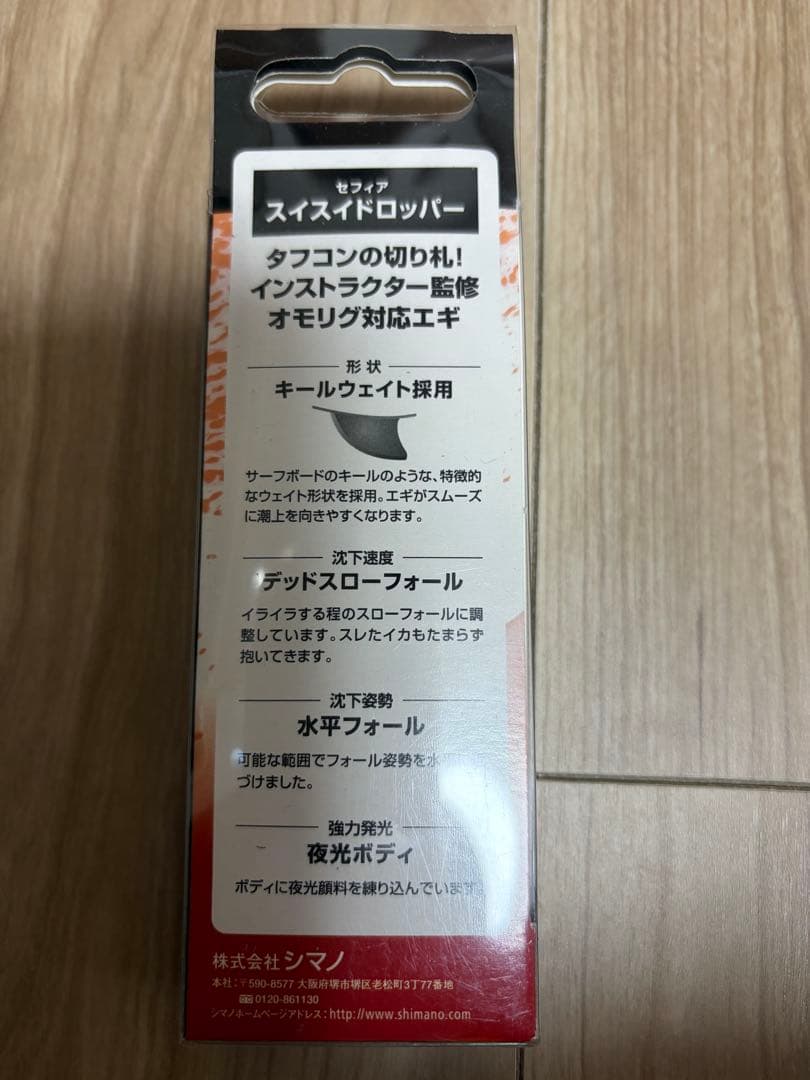 セフィア
スイスイドロッパー
タフコンの切り札!
インストラクター監修
オモリグ対応エギ
形状
キールウェイト採用
サーフボードのキールのような、特徴的
なウェイト形状を採用。エギがスムーズ
に潮上を向きやすくなります。
沈下速度
デッドスローフォール
イライラする程のスローフォールに調
整しています。スレたイカもたまらず
抱いてきます。
沈下姿勢
水平フォール
可能な範囲でフォール姿勢を水
づけました。
強力発光
夜光ボディ
ボディに夜光顔料を練り込んでいます。
株式会社シマノ
本社:〒590-8577 大阪府堺市堺区老松町3丁77番地
0120-861130
シマノホームページアドレス:http://www.shimano.com